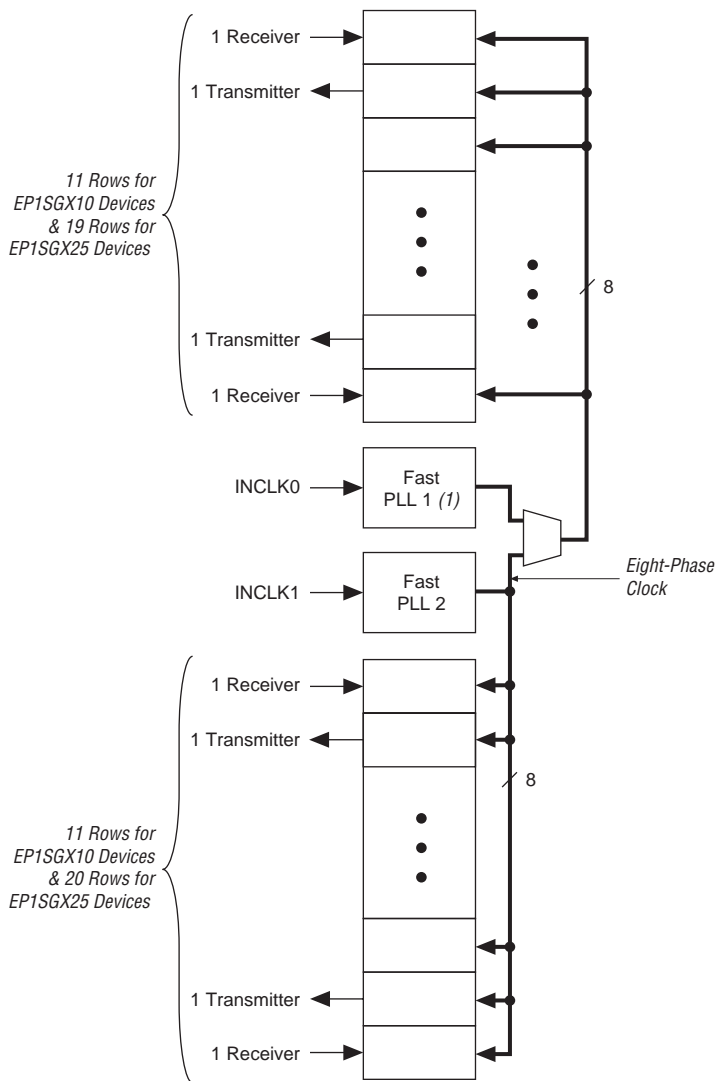 1 Receiver
1 Transmitter
11 Rows for
EP1SGX10 Devices
& 19 Rows for
EP1SGX25 Devices
8
1 Transmitter
1 Receiver
INCLK0
Fast
PLL 1 (1)
INCLK1
Fast
PLL 2
Eight-Phase
Clock
1 Receiver
1 Transmitter
8
11 Rows for
EP1SGX10 Devices
& 20 Rows for
EP1SGX25 Devices
1 Transmitter
1 Receiver